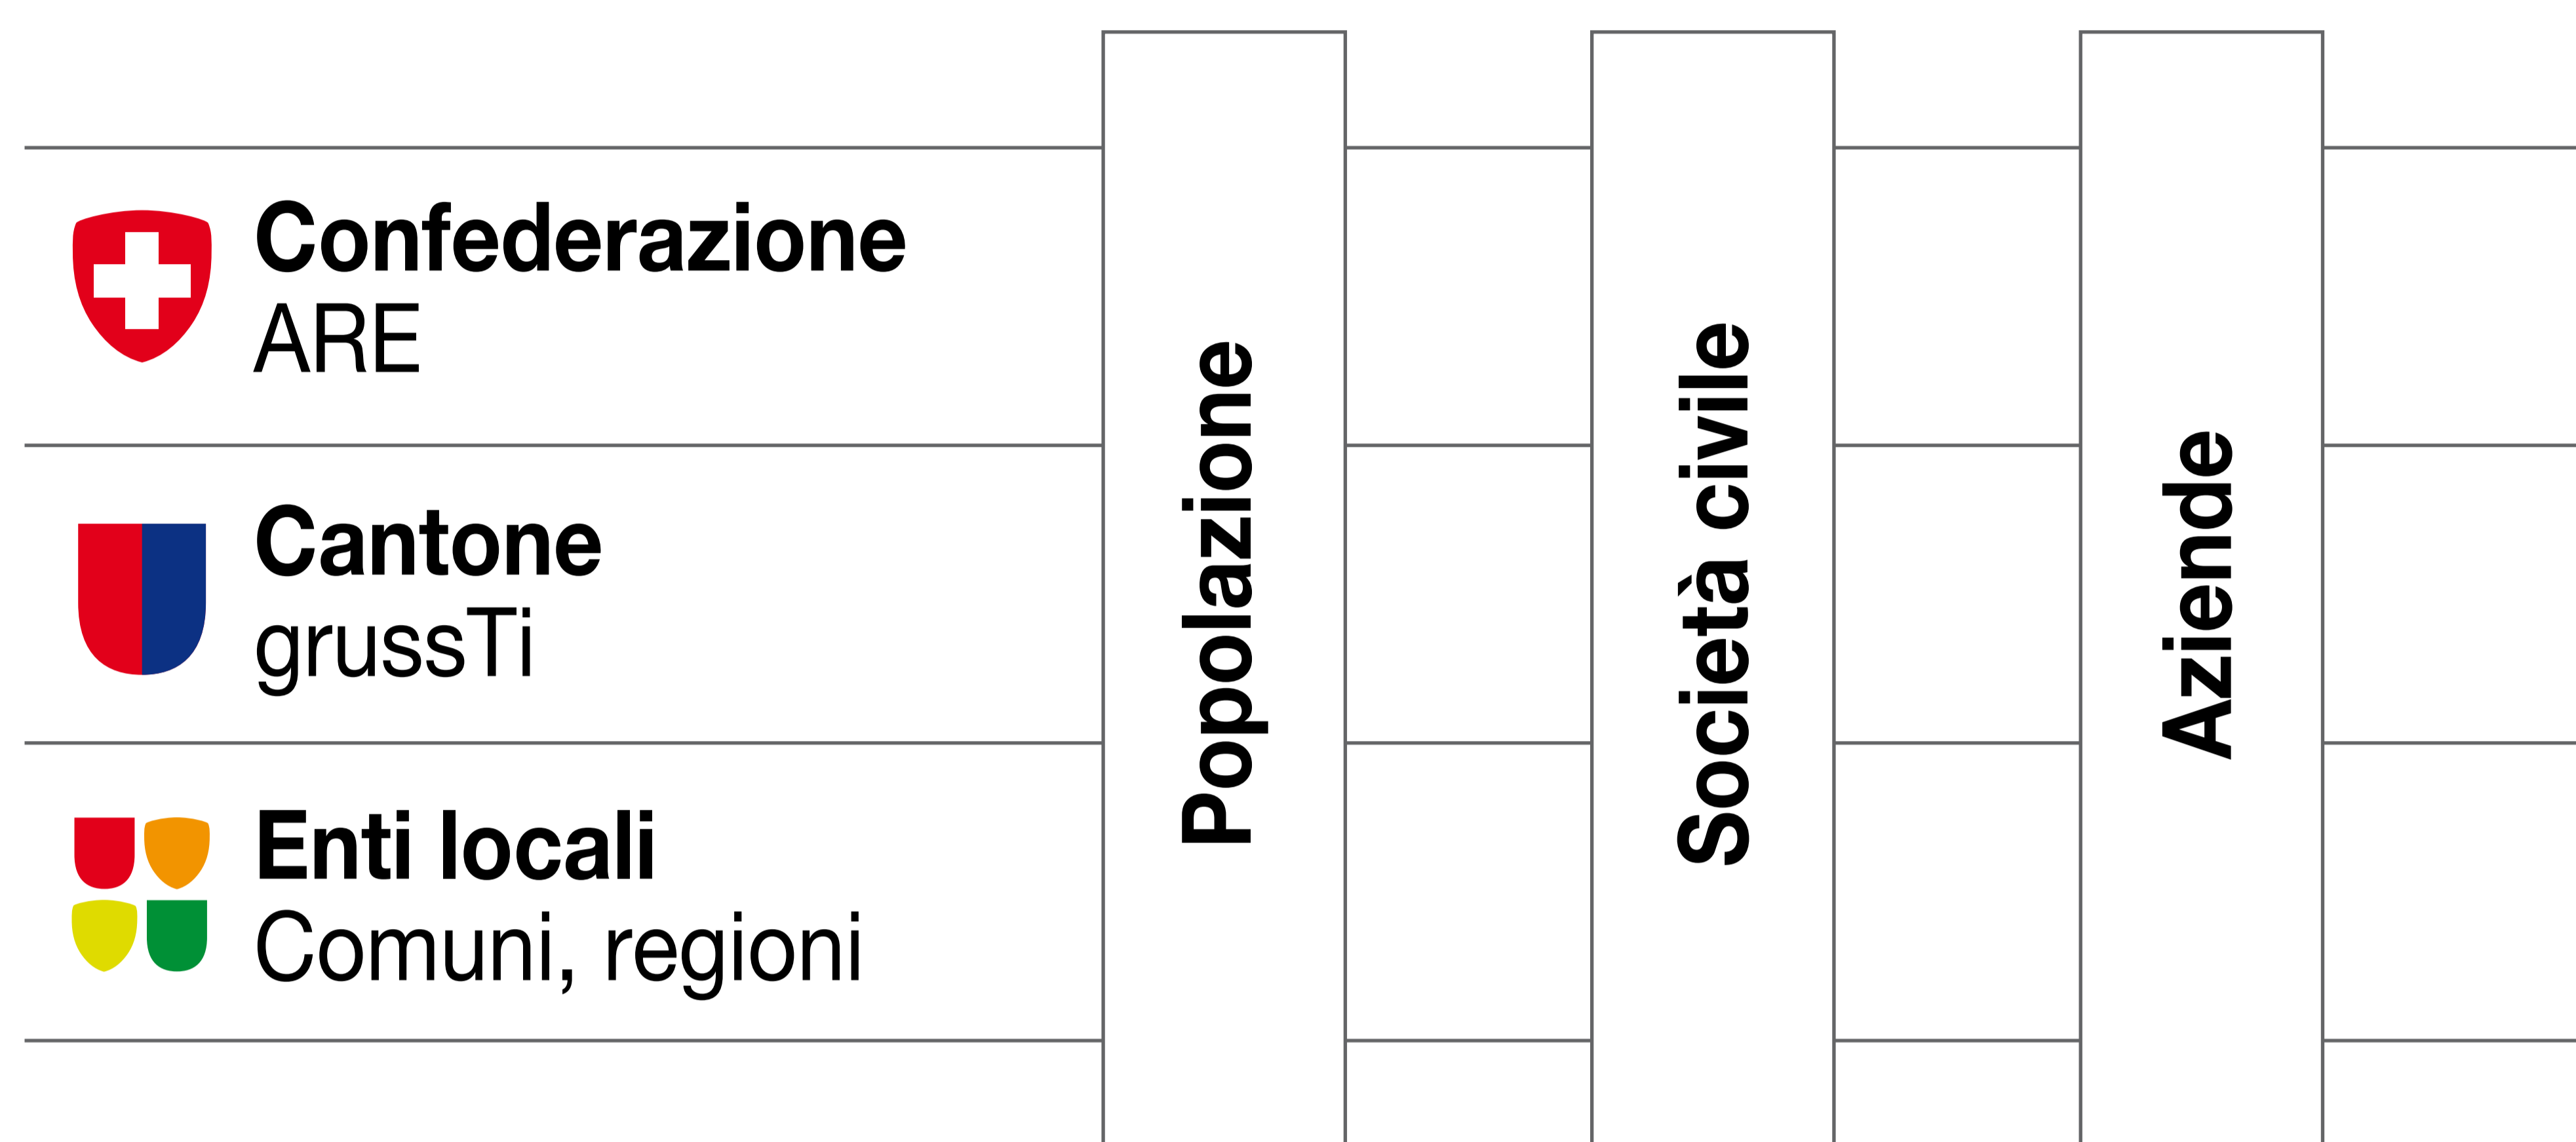 Confederazione
ARE
Cantone
grussTi
Enti locali
Comuni, regioni
Popolazione
Società civile
Aziende